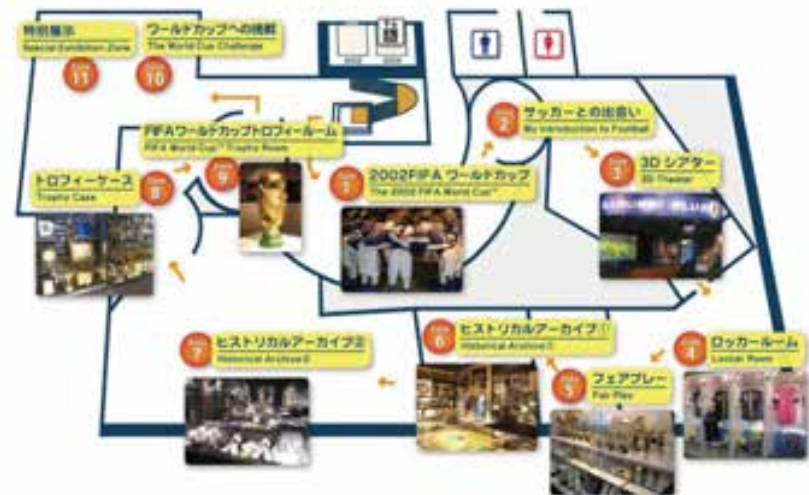 特別展示
Special Exhibition Zone
11
ワールドカップへの挑戦
The World Cup Challenge
10
FIFAワールドカップトロフィールーム
FIFA World Cup™ Trophy Room
9
トロフィーケース
Trophy Case
8
1
2002FIFA ワールドカップ
The 2002 FIFA World Cup™
2
サッカーとの出会い
My Introduction to Football
3
3D シアター
3D Theater
4
ロッカールーム
Locker Room
5
フェアプレー
Fair Play
6
ヒストリカルアーカイブ①
Historical Archive①
7
ヒストリカルアーカイブ②
Historical Archive②